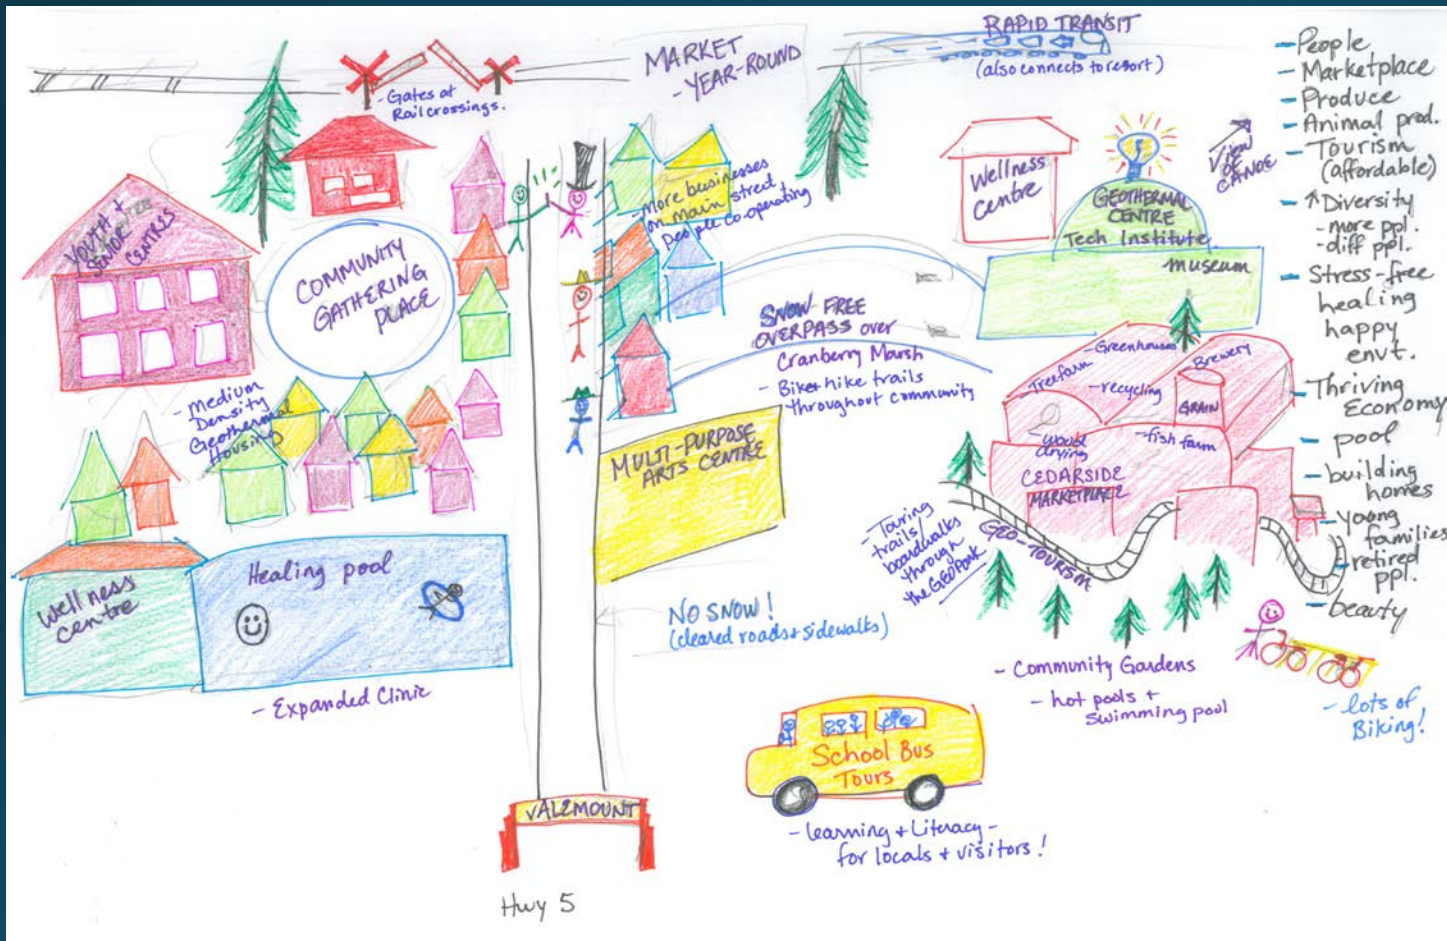 MARKET
- YEAR-ROUND
RAPID TRANSIT
(also connects to resort)
- Gates at
Rail crossings.
YOUTH +
SENIOR
CENTRES
COMMUNITY
GATHERING
PLACE
- More businesses
on main street
people co-operating
Wellness
centre
GEOTHERMAL
CENTRE
Tech Institute
museum
VIEW
OF
CANOE
SNOW FREE
OVERPASS over
Cranberry Marsh
- Bike + hike trails
throughout community
- Medium
Density
Geothermal
Housing
MULTI-PURPOSE
ARTS CENTRE
- Greenhouses
Brewery
Tree farm
- recycling
GRAIN
- wood
drying
- fish farm
CEDARSIDE
MARKETPLACE
- Touring
trails/
boardwalks
through
the GEOPark
GEO-TOURISM
Wellness
centre
Healing pool
- Expanded Clinic
NO SNOW!
(cleared roads + sidewalks)
- Community Gardens
- hot pools +
swimming pool
- lots of
Biking!
School Bus
Tours
- learning + Literacy -
for locals + visitors!
VALEMOUNT
Hwy 5
- People
- Marketplace
- Produce
- Animal prod.
- Tourism
(affordable)
- ↑ Diversity
- more ppl.
- diff ppl.
- Stress-free
healing
happy
envt.
- Thriving
Economy
- pool
- building
homes
- young
families
- retired
ppl.
- beauty